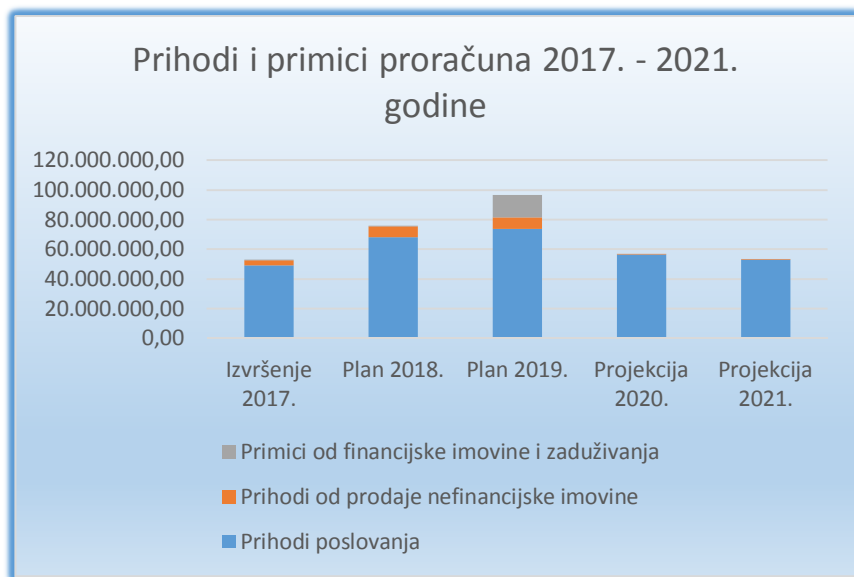 Prihodi i primici proračuna 2017. - 2021.
godine
120.000.000,00
100.000.000,00
80.000.000,00
60.000.000,00
40.000.000,00
20.000.000,00
0,00
Izvršenje
2017.
Plan 2018.
Plan 2019.
Projekcija
2020.
Projekcija
2021.
Primici od financijske imovine i zaduživanja
Prihodi od prodaje nefinancijske imovine
Prihodi poslovanja